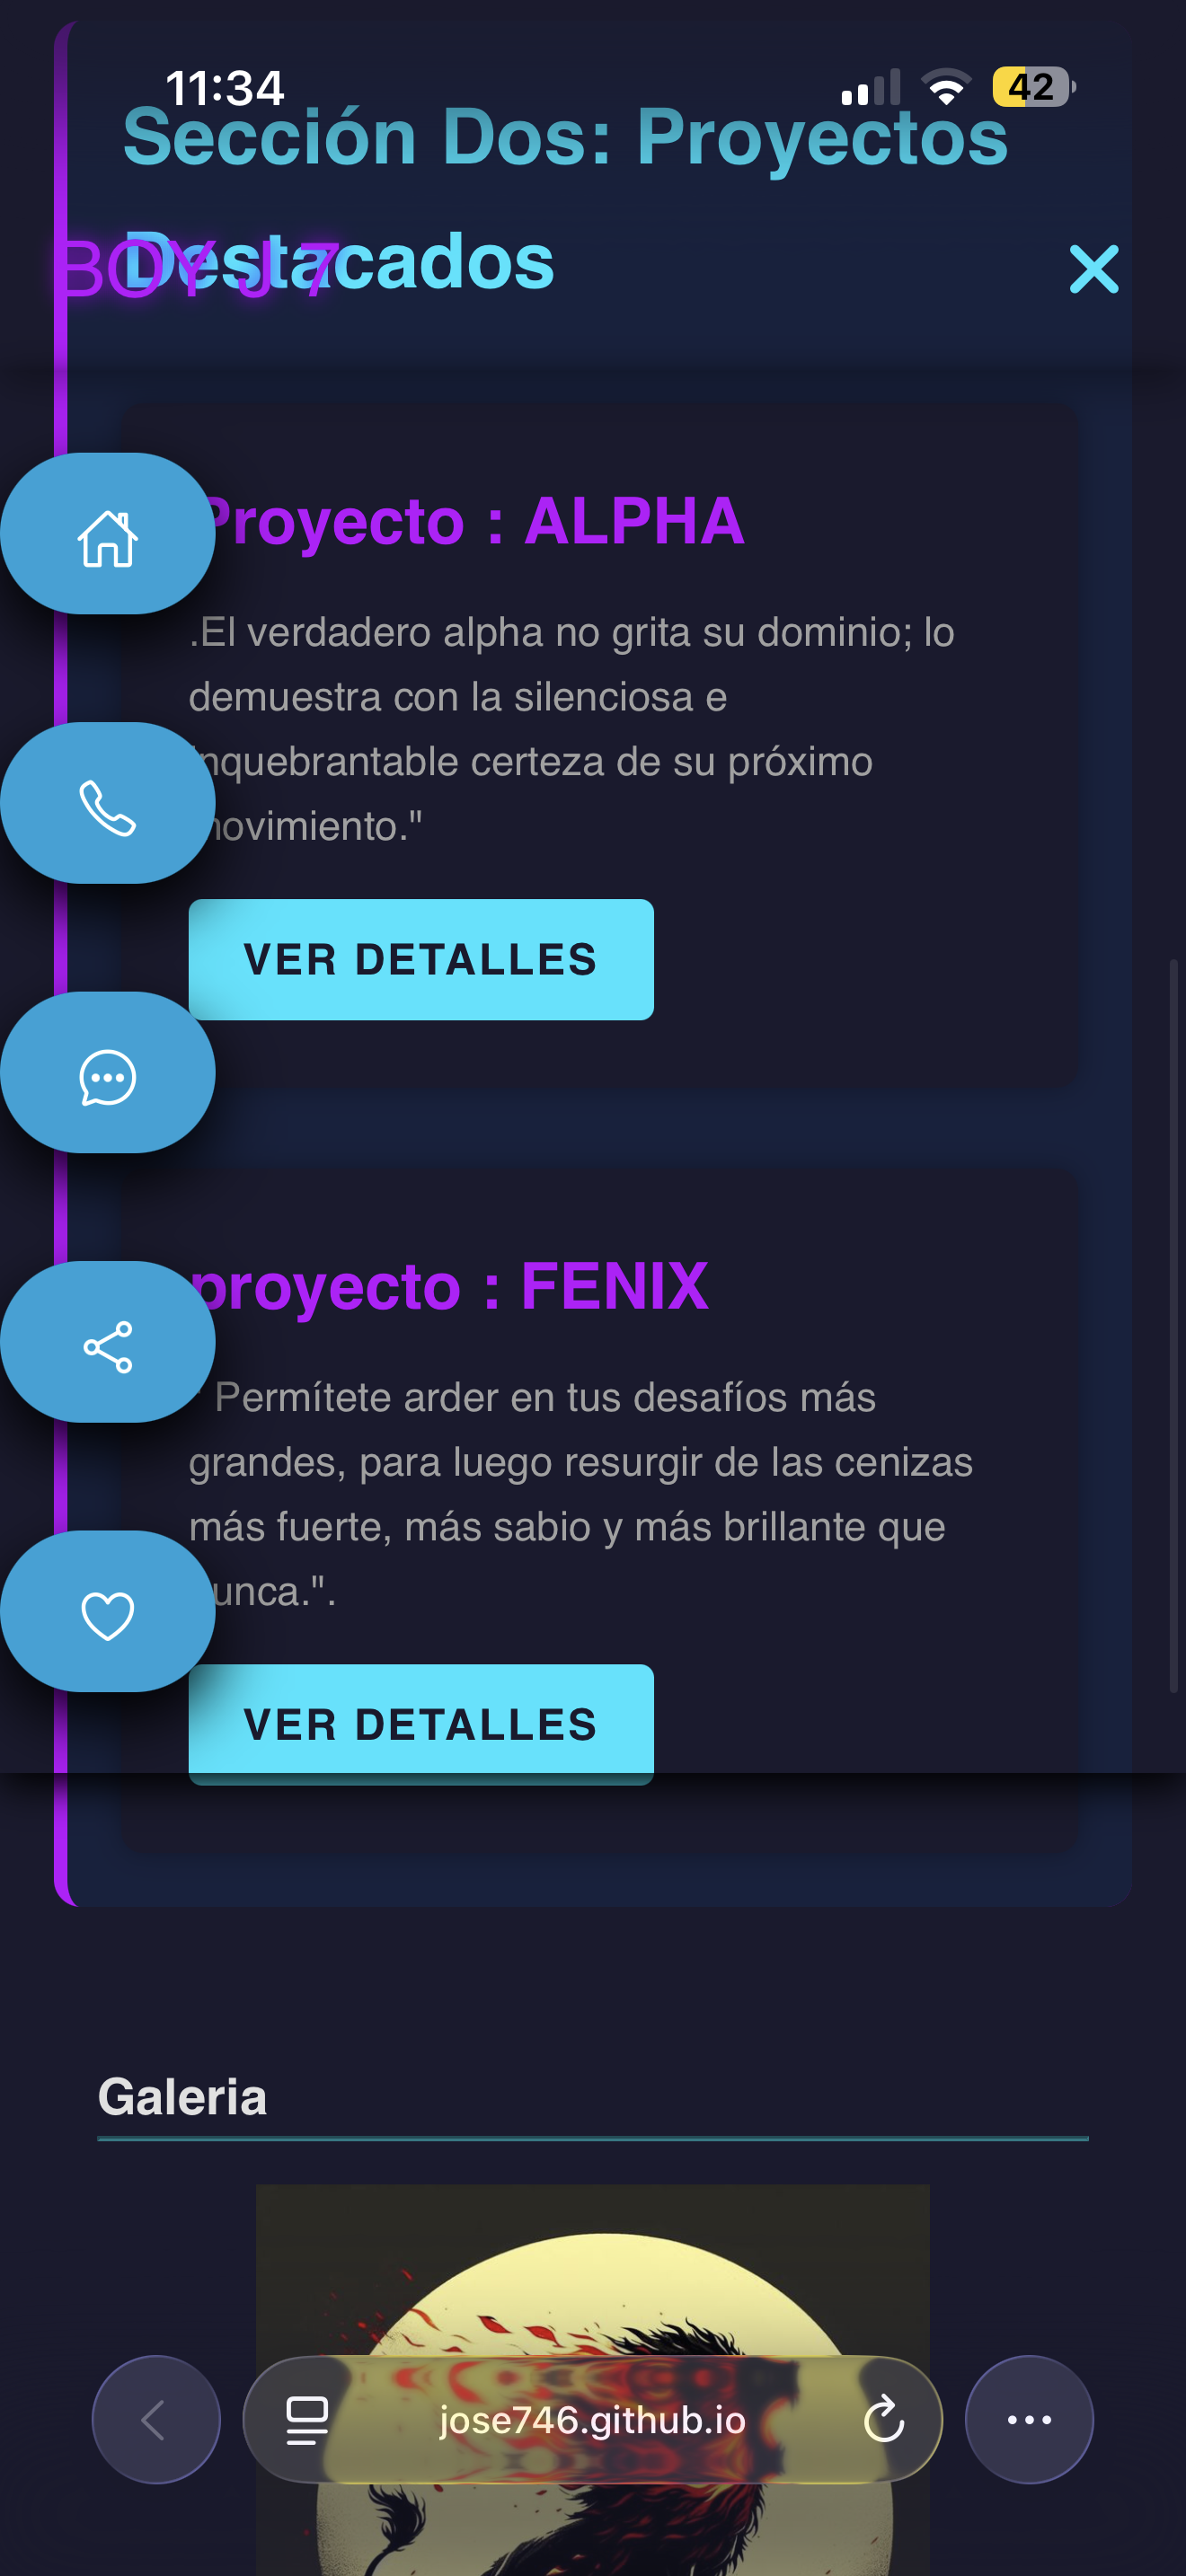 11:34
42
Sección Dos: Proyectos
Destacados
BOY J 7
Proyecto : ALPHA
.El verdadero alpha no grita su dominio; lo
demuestra con la silenciosa e
inquebrantable certeza de su próximo
movimiento."
VER DETALLES
proyecto : FENIX
" Permítete arder en tus desafíos más
grandes, para luego resurgir de las cenizas
más fuerte, más sabio y más brillante que
nunca.".
VER DETALLES
Galeria
jose746.github.io